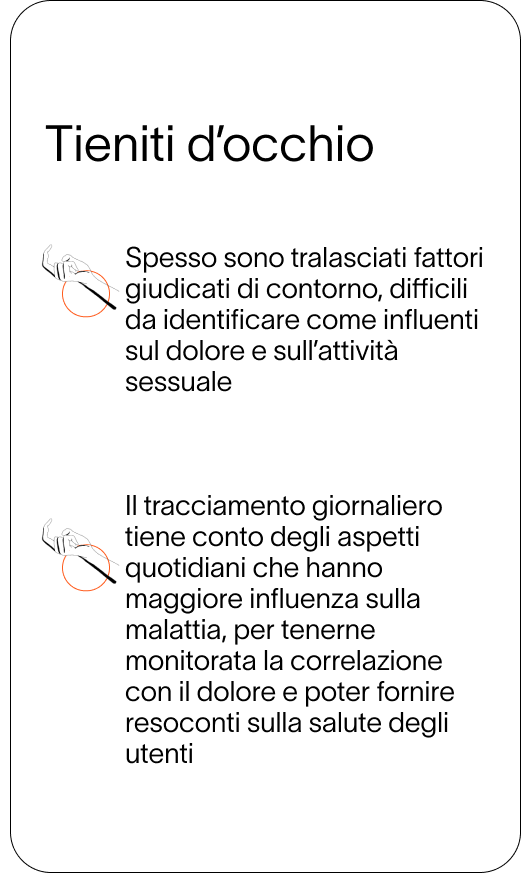 Tieniti d’occhio
Spesso sono tralasciati fattori
giudicati di contorno, difficili
da identificare come influenti
sul dolore e sull’attività
sessuale
Il tracciamento giornaliero
tiene conto degli aspetti
quotidiani che hanno
maggiore influenza sulla
malattia, per tenerne
monitorata la correlazione
con il dolore e poter fornire
resoconti sulla salute degli
utenti